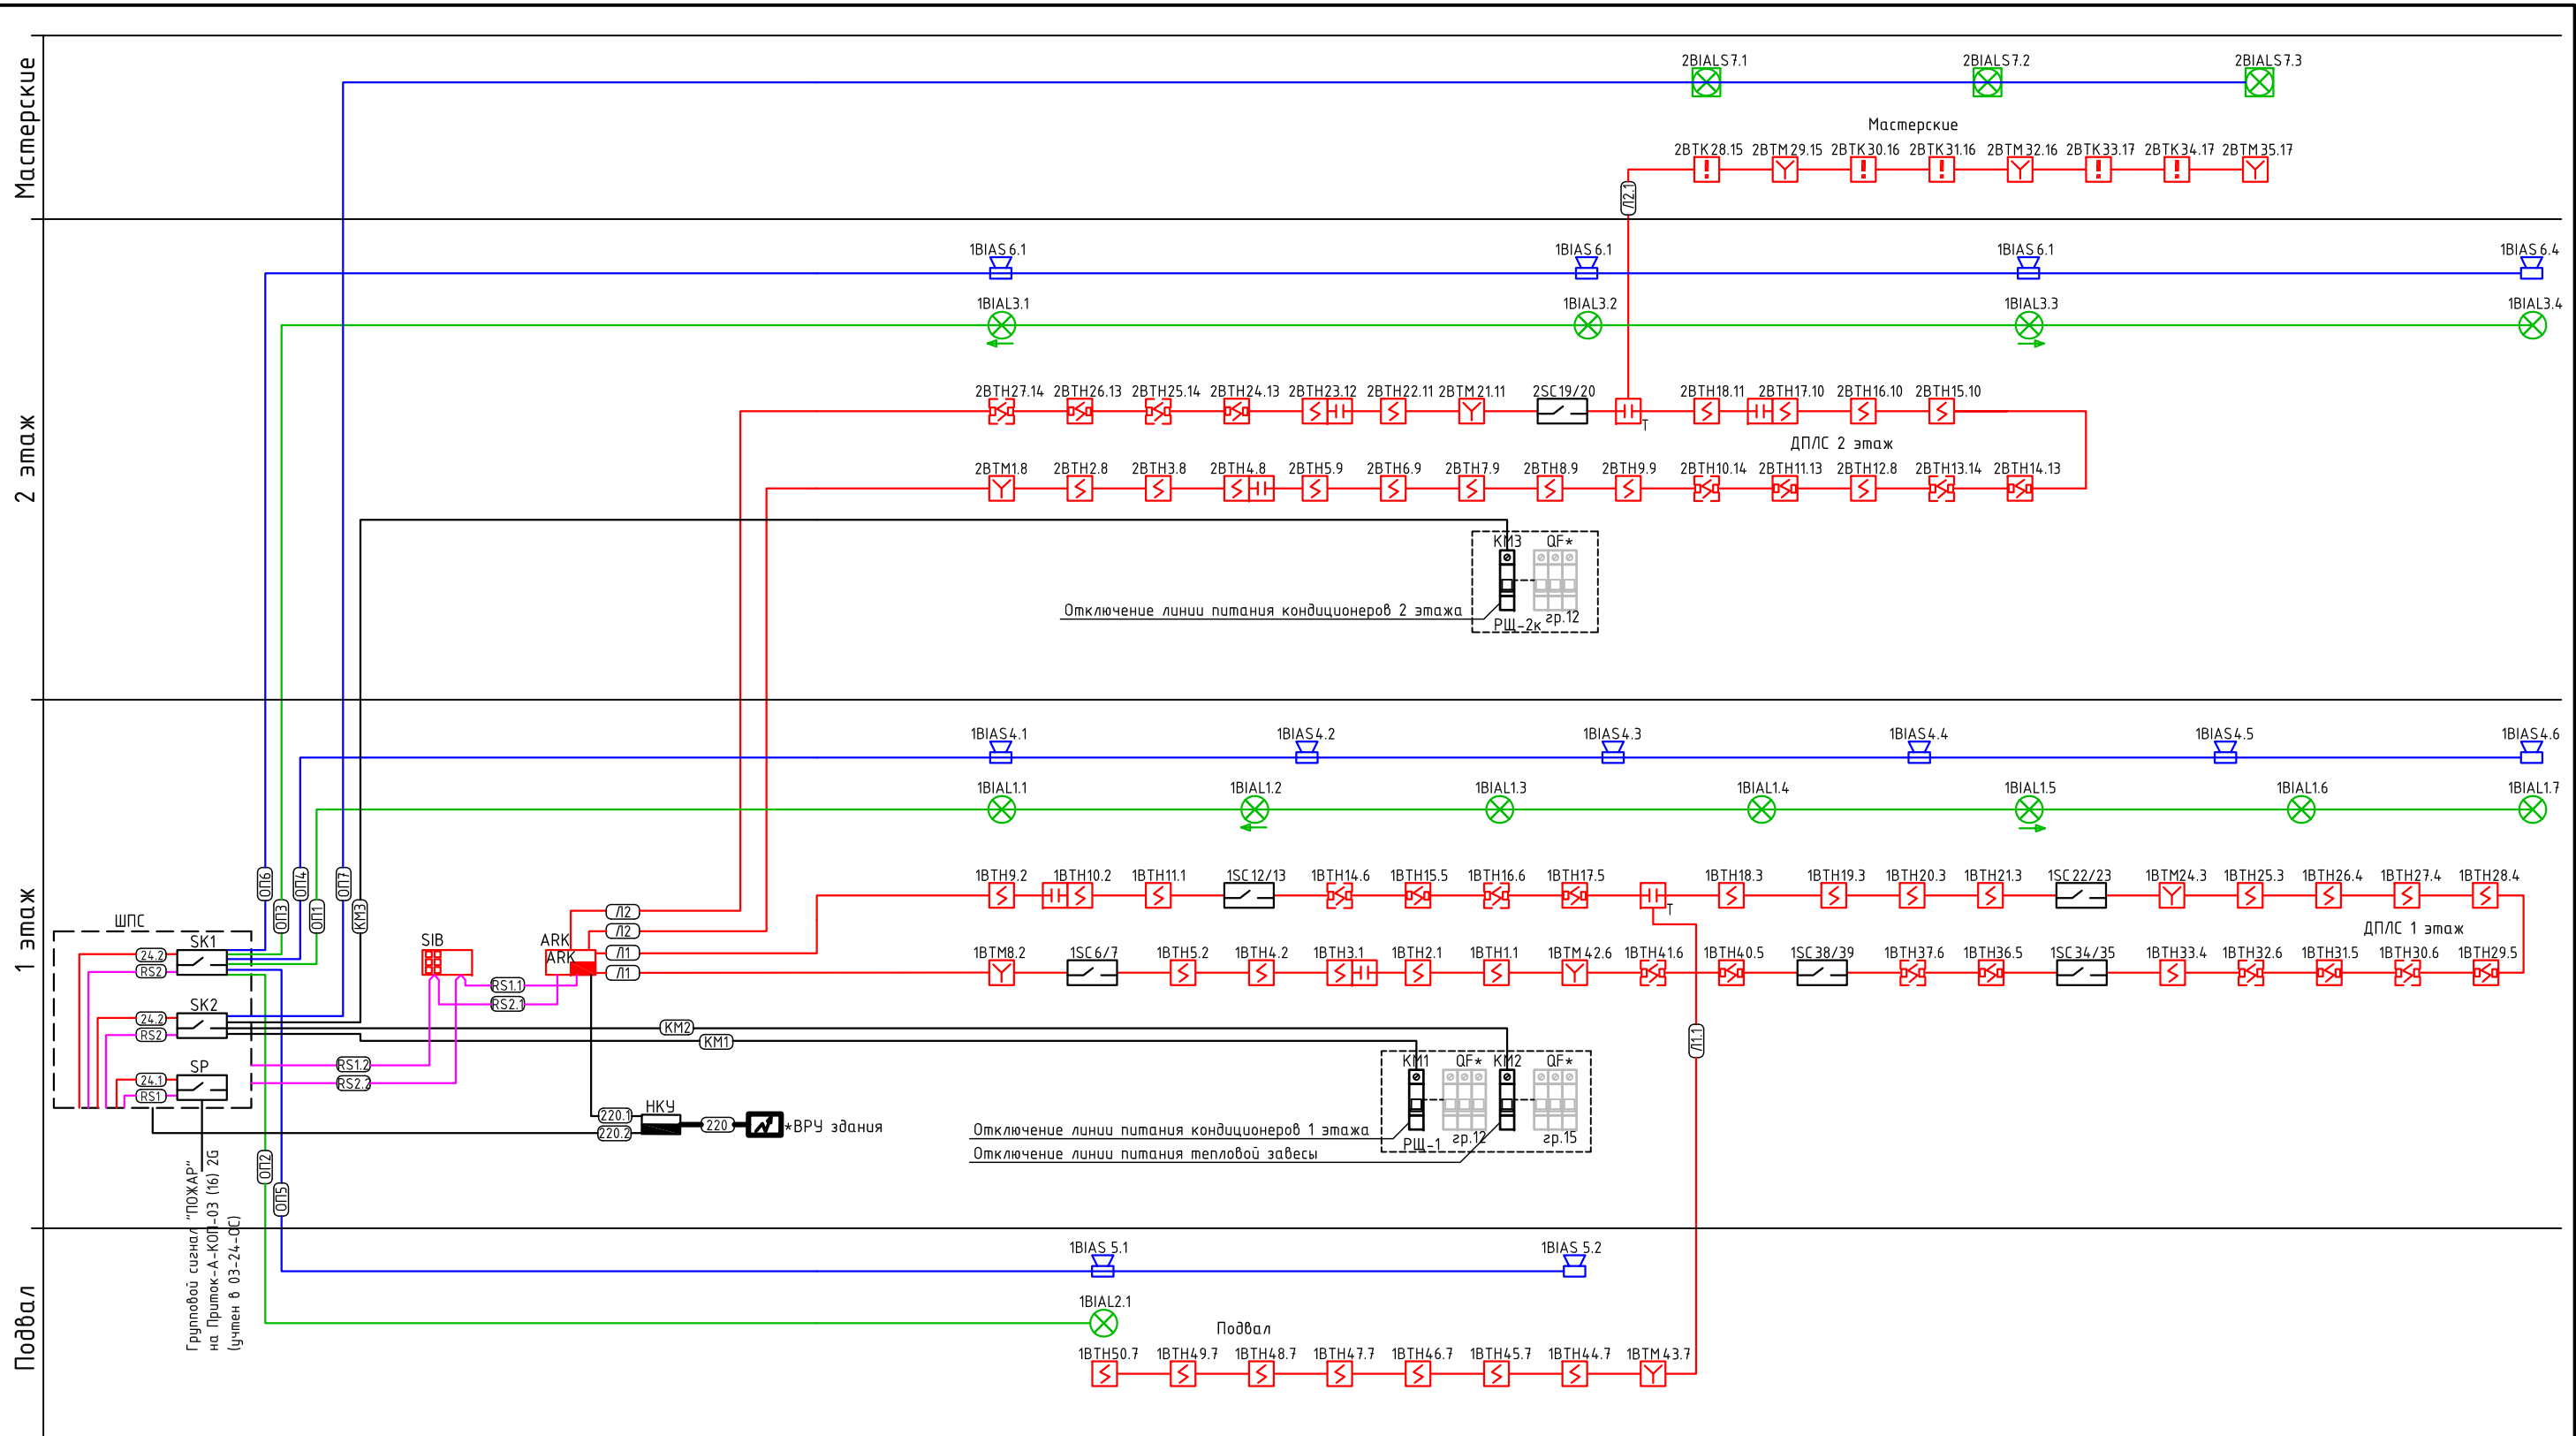 Мастерские
2BIALS7.1 2BIALS7.2 2BIALS7.3
Мастерские
2BTK28.15 2BTM29.15 2BTK30.16 2BTK31.16 2BTM32.16 2BTK33.17 2BTK34.17 2BTM35.17
Л2.1
2 этаж
1BIAS6.1 1BIAS6.1 1BIAS6.1 1BIAS6.4
1BIAL3.1 1BIAL3.2 1BIAL3.3 1BIAL3.4
2BTH27.14 2BTH26.13 2BTH25.14 2BTH24.13 2BTH23.12 2BTH22.11 2BTM21.11 2SC19/20 2BTH18.11 2BTH17.10 2BTH16.10 2BTH15.10
T
ДПЛС 2 этаж
2BTM1.8 2BTH2.8 2BTH3.8 2BTH4.8 2BTH5.9 2BTH6.9 2BTH7.9 2BTH8.9 2BTH9.9 2BTH10.14 2BTH11.13 2BTH12.8 2BTH13.14 2BTH14.13
KM3 QF*
Отключение линии питания кондиционеров 2 этажа
РЩ-2к гр.12
1 этаж
1BIAS4.1 1BIAS4.2 1BIAS4.3 1BIAS4.4 1BIAS4.5 1BIAS4.6
1BIAL1.1 1BIAL1.2 1BIAL1.3 1BIAL1.4 1BIAL1.5 1BIAL1.6 1BIAL1.7
1BTH9.2 1BTH10.2 1BTH11.1 1SC12/13 1BTH14.6 1BTH15.5 1BTH16.6 1BTH17.5 1BTH18.3 1BTH19.3 1BTH20.3 1BTH21.3 1SC22/23 1BTM24.3 1BTH25.3 1BTH26.4 1BTH27.4 1BTH28.4
T
ДПЛС 1 этаж
1BTM8.2 1SC6/7 1BTH5.2 1BTH4.2 1BTH3.1 1BTH2.1 1BTH1.1 1BTM42.6 1BTH41.6 1BTH40.5 1SC38/39 1BTH37.6 1BTH36.5 1SC34/35 1BTH33.4 1BTH32.6 1BTH31.5 1BTH30.6 1BTH29.5
ОП6 ОП4 ОП7
ОП3 ОП1 KM3
ШПС
SK1
24.2
RS2
SK2
24.2
RS2
SP
24.1
RS1
SIB
ARK
ARK
Л2
Л2
Л1
Л1
RS1.1
RS2.1
RS1.2
RS2.2
KM2
KM1
Л1.1
KM1 QF* KM2 QF*
НКУ
220.1
220.2
220
*ВРУ здания
Отключение линии питания кондиционеров 1 этажа
РЩ-1 гр.12 гр.15
Отключение линии питания тепловой завесы
ОП2
ОП5
Групповой сигнал "ПОЖАР"
на Приток-А-КОП-03 (16) 2G
(учтен в 03-24-ОС)
Подвал
1BIAS 5.1 1BIAS 5.2
1BIAL2.1
Подвал
1BTH50.7 1BTH49.7 1BTH48.7 1BTH47.7 1BTH46.7 1BTH45.7 1BTH44.7 1BTM43.7